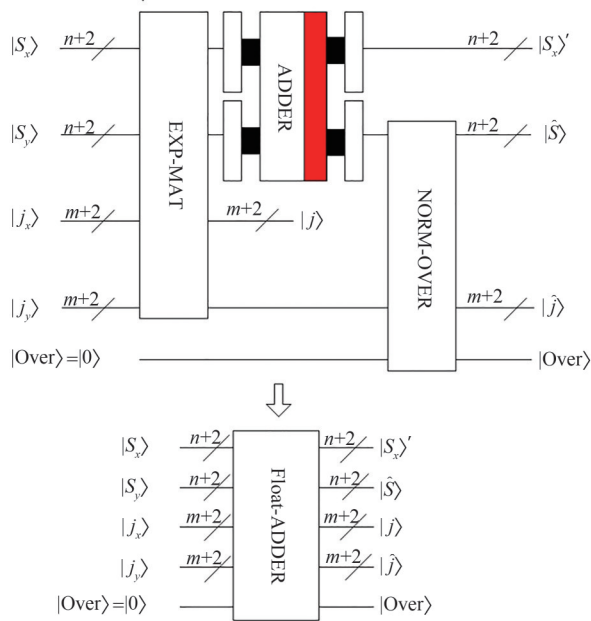 |S_x⟩ n+2 n+2 |S_x⟩′
ADDER
|S_y⟩ n+2 n+2 |Ŝ⟩
EXP-MAT
|j_x⟩ m+2 m+2 |j⟩
NORM-OVER
|j_y⟩ m+2 m+2 |ĵ⟩
|Over⟩=|0⟩ |Over⟩
|S_x⟩ n+2 n+2 |S_x⟩′
|S_y⟩ n+2 n+2 |Ŝ⟩
Float-ADDER
|j_x⟩ m+2 m+2 |j⟩
|j_y⟩ m+2 m+2 |ĵ⟩
|Over⟩=|0⟩ |Over⟩